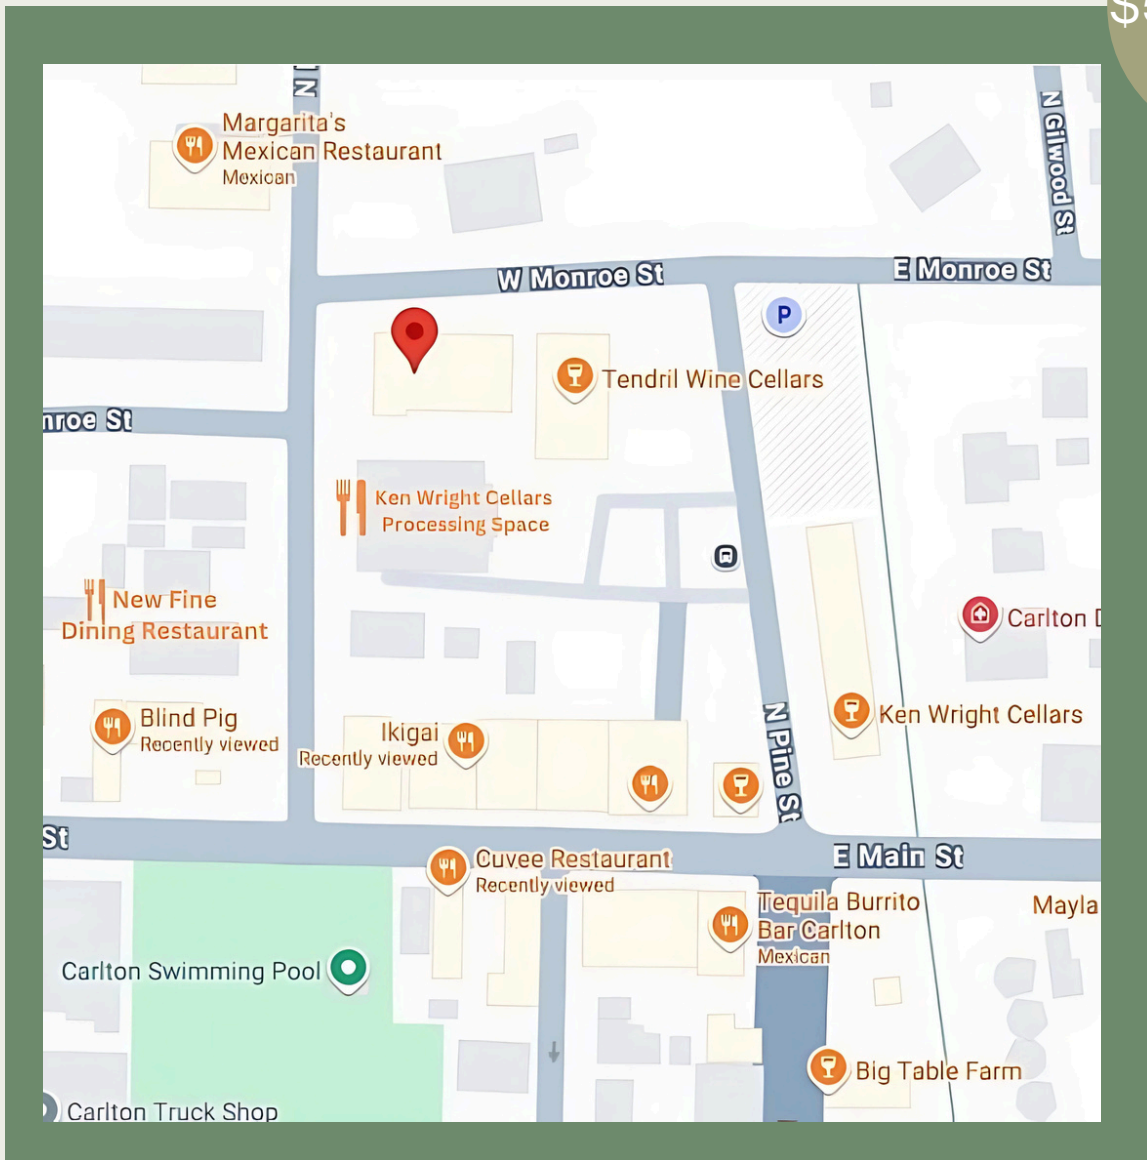 $5
N
Margarita's
Mexican Restaurant
Mexican
N Gilwood St
W Monroe St
E Monroe St
P
Tendril Wine Cellars
nroe St
Ken Wright Cellars
Processing Space
New Fine
Dining Restaurant
Carlton D
Blind Pig
Recently viewed
Ikigai
Recently viewed
N Pine St
Ken Wright Cellars
St
E Main St
Cuvee Restaurant
Recently viewed
Tequila Burrito
Bar Carlton
Mexican
Mayla
Carlton Swimming Pool
Big Table Farm
Carlton Truck Shop